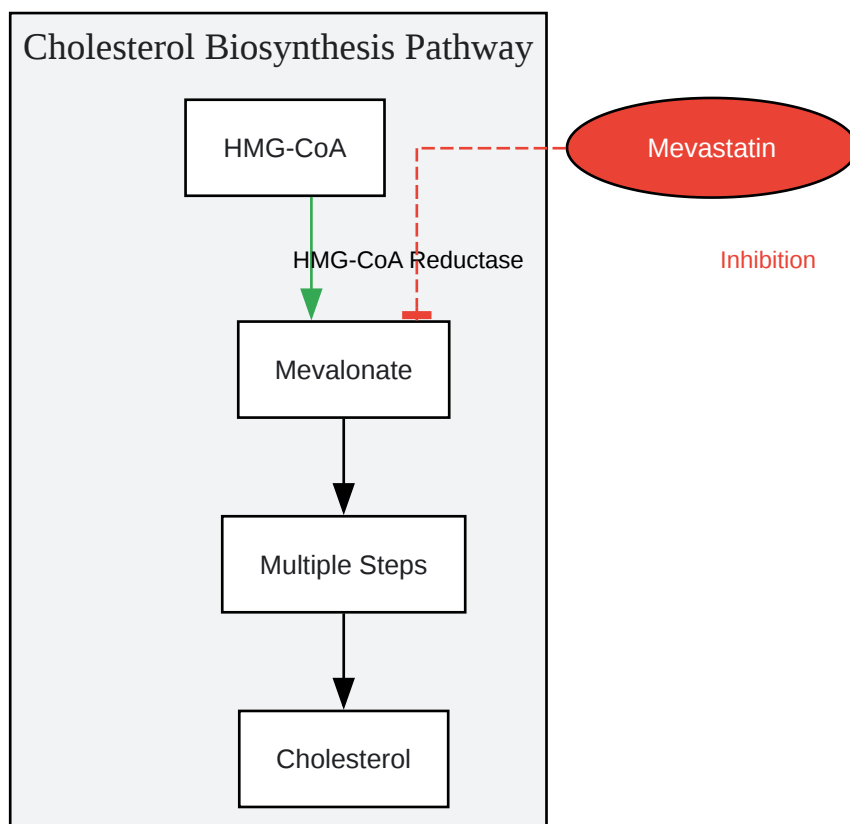 Cholesterol Biosynthesis Pathway
HMG-CoA
Mevastatin
HMG-CoA Reductase
Inhibition
Mevalonate
Multiple Steps
Cholesterol